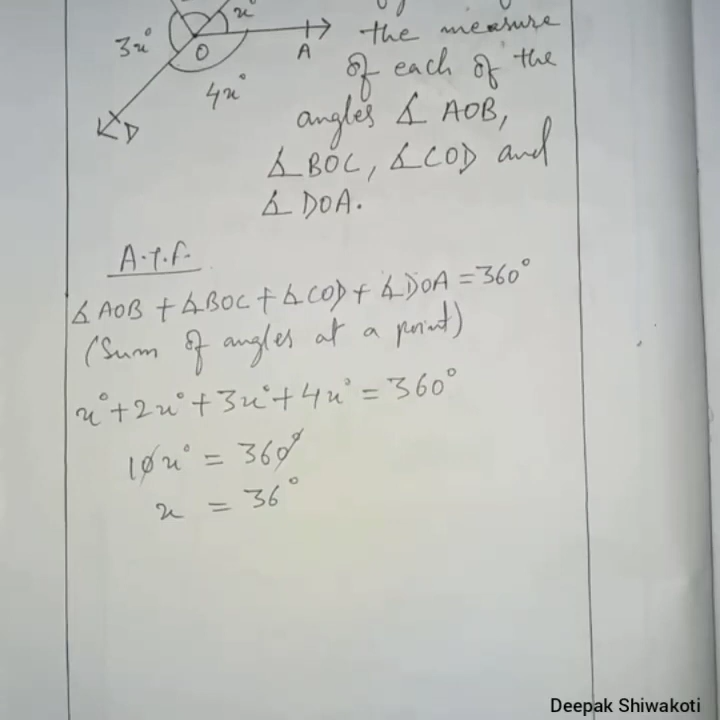 x°
3x°
O
A
4x°
D
the measure
of each of the
angles ∡ AOB,
∡BOC, ∡COD and
∡ DOA.
A.T.F.
∡AOB + ∡BOC + ∡COD + ∡DOA = 360°
(Sum of angles at a point)
x° + 2x° + 3x° + 4x° = 360°
10x° = 360°
x = 36°
Deepak Shiwakoti